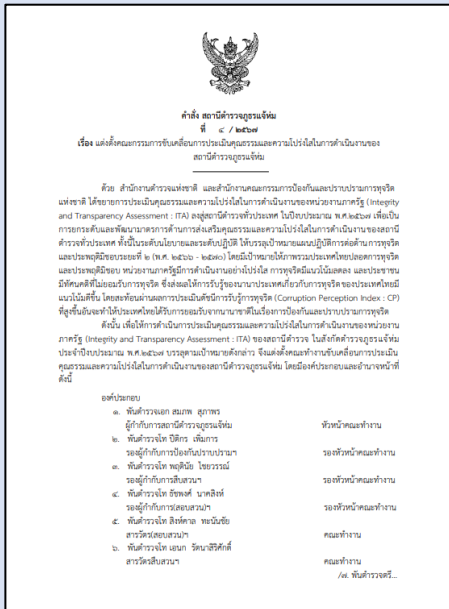 คำสั่ง สถานีตำรวจภูธรแจ้ห่ม
ที่ ๔ / ๒๕๖๗
เรื่อง แต่งตั้งคณะกรรมการขับเคลื่อนการประเมินคุณธรรมและความโปร่งใสในการดำเนินงานของ
สถานีตำรวจภูธรแจ้ห่ม
ด้วย สำนักงานตำรวจแห่งชาติ และสำนักงานคณะกรรมการป้องกันและปราบปรามการทุจริต
แห่งชาติ ได้ขยายการประเมินคุณธรรมและความโปร่งใสในการดำเนินงานของหน่วยงานภาครัฐ (Integrity
and Transparency Assessment : ITA) ลงสู่สถานีตำรวจทั่วประเทศ ในปีงบประมาณ พ.ศ.๒๕๖๗ เพื่อเป็น
การยกระดับและพัฒนามาตรการด้านการส่งเสริมคุณธรรมและความโปร่งใสในการดำเนินงานของสถานี
ตำรวจทั่วประเทศ ทั้งในระดับนโยบายและระดับปฏิบัติ ให้บรรลุเป้าหมายแผนปฏิบัติการต่อต้านการทุจริต
และประพฤติมิชอบระยะที่ ๒ (พ.ศ. ๒๕๖๖ - ๒๕๗๐) โดยมีเป้าหมายให้ภาพรวมประเทศไทยปลอดการทุจริต
และประพฤติมิชอบ หน่วยงานภาครัฐมีการดำเนินงานอย่างโปร่งใส การทุจริตมีแนวโน้มลดลง และประชาชน
มีทัศนคติที่ไม่ยอมรับการทุจริต ซึ่งส่งผลให้การรับรู้ของนานาประเทศเกี่ยวกับการทุจริตของประเทศไทยมี
แนวโน้มดีขึ้น โดยสะท้อนผ่านผลการประเมินดัชนีการรับรู้การทุจริต (Corruption Perception Index : CPI)
ที่สูงขึ้นอันจะทำให้ประเทศไทยได้รับการยอมรับจากนานาชาติในเรื่องการป้องกันและปราบปรามการทุจริต
ดังนั้น เพื่อให้การดำเนินการประเมินคุณธรรมและความโปร่งใสในการดำเนินงานของหน่วยงาน
ภาครัฐ (Integrity and Transparency Assessment : ITA) ของสถานีตำรวจ ในสังกัดตำรวจภูธรแจ้ห่ม
ประจำปีงบประมาณ พ.ศ.๒๕๖๗ บรรลุตามเป้าหมายดังกล่าว จึงแต่งตั้งคณะทำงานขับเคลื่อนการประเมิน
คุณธรรมและความโปร่งใสในการดำเนินงานของสถานีตำรวจภูธรแจ้ห่ม โดยมีองค์ประกอบและอำนาจหน้าที่
ดังนี้
องค์ประกอบ
๑. พันตำรวจเอก สมภพ สุภาพร
ผู้กำกับการสถานีตำรวจภูธรแจ้ห่ม หัวหน้าคณะทำงาน
๒. พันตำรวจโท ปิติกร เพิ่มการ
รองผู้กำกับการป้องกันปราบปรามฯ รองหัวหน้าคณะทำงาน
๓. พันตำรวจโท พฤตินัย ไชยวรรณ์
รองผู้กำกับการสืบสวนฯ รองหัวหน้าคณะทำงาน
๔. พันตำรวจโท ธัชพงศ์ นาคสิงห์
รองผู้กำกับการ(สอบสวน)ฯ รองหัวหน้าคณะทำงาน
๕. พันตำรวจโท สิงห์คาล ทะนันชัย
สารวัตร(สอบสวน)ฯ คณะทำงาน
๖. พันตำรวจโท เอนก รัตนาสิริศักดิ์
สารวัตรสืบสวนฯ คณะทำงาน
/๗. พันตำรวจตรี...